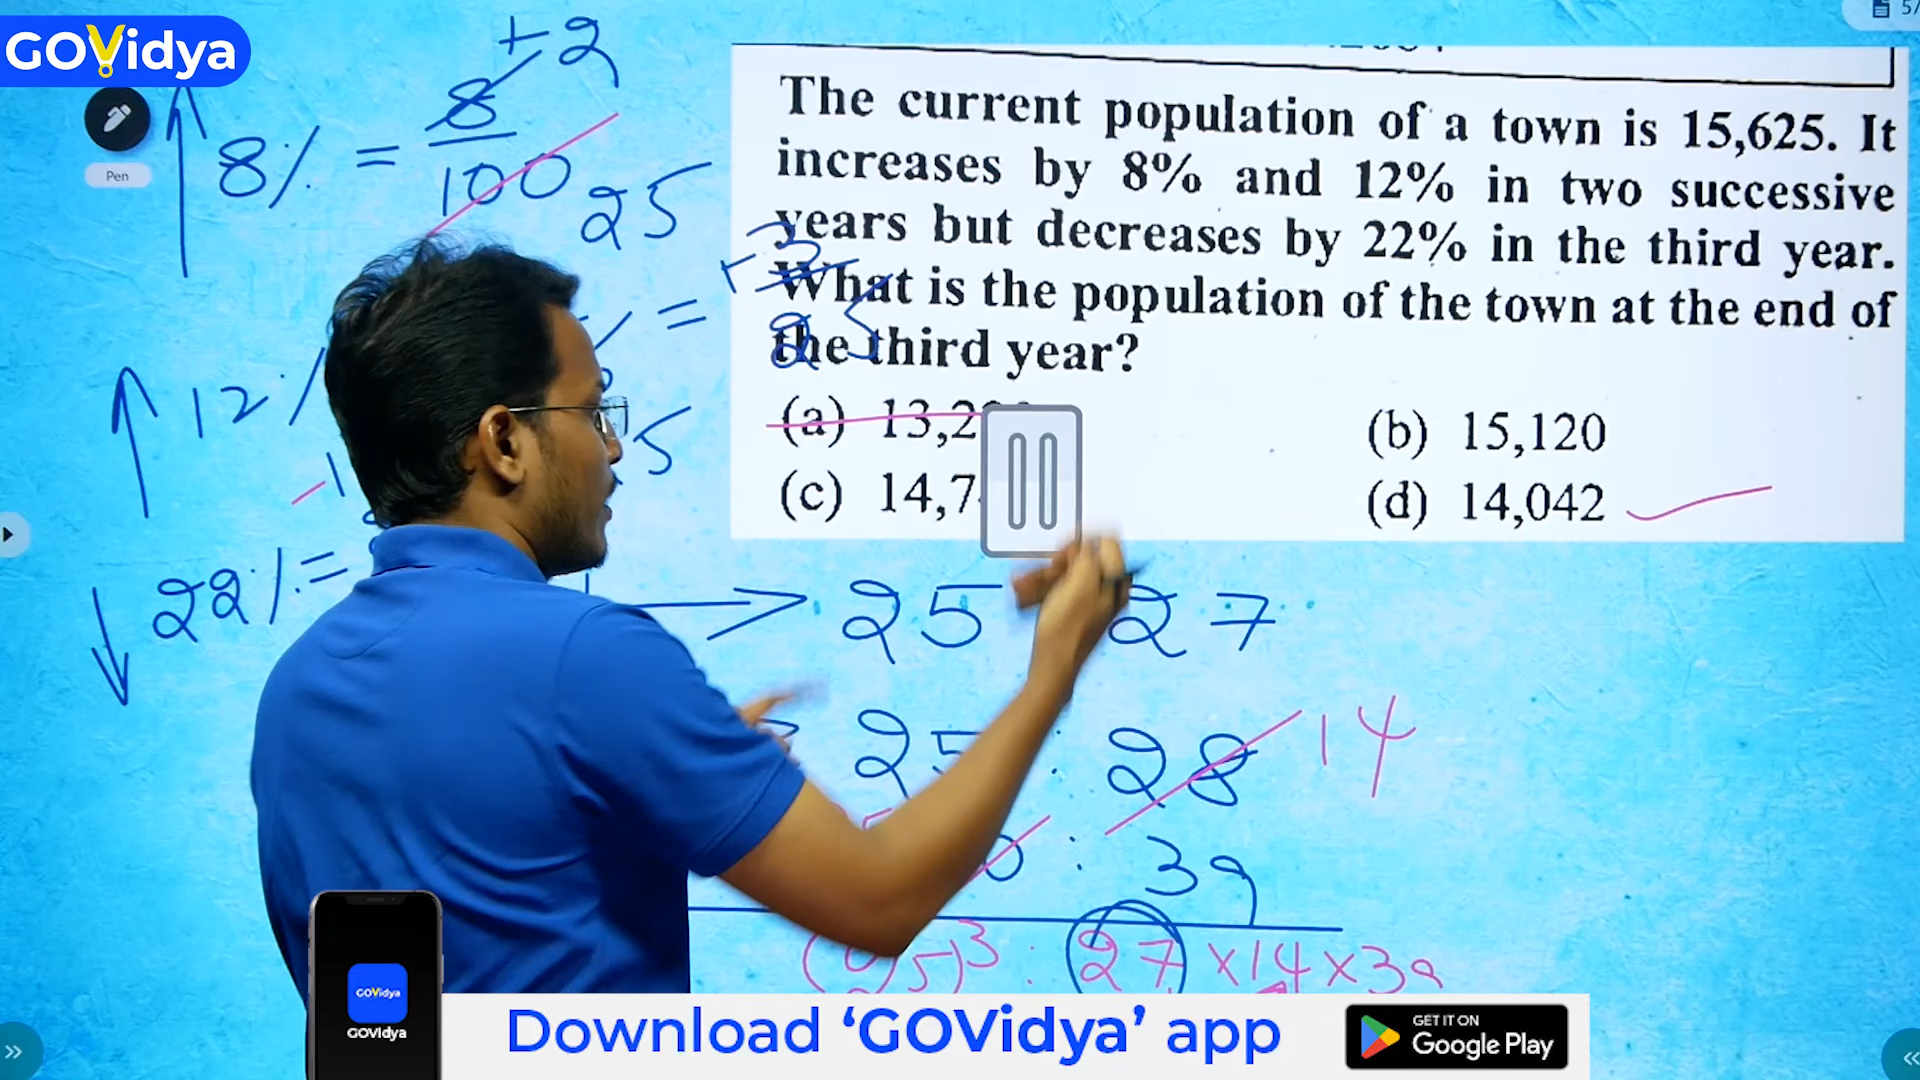 GOVidya
Pen
+2
8% = 8/100
25
12%
=
+3
25
5
22% =
The current population of a town is 15,625. It
increases by 8% and 12% in two successive
years but decreases by 22% in the third year.
What is the population of the town at the end of
the third year?
(a) 13,2
(b) 15,120
(c) 14,7
(d) 14,042
25 27
25 : 28 14
: 39
(25)³ : 27 × 14 × 39
GOVidya
GOVidya
Download ‘GOVidya’ app
GET IT ON
Google Play